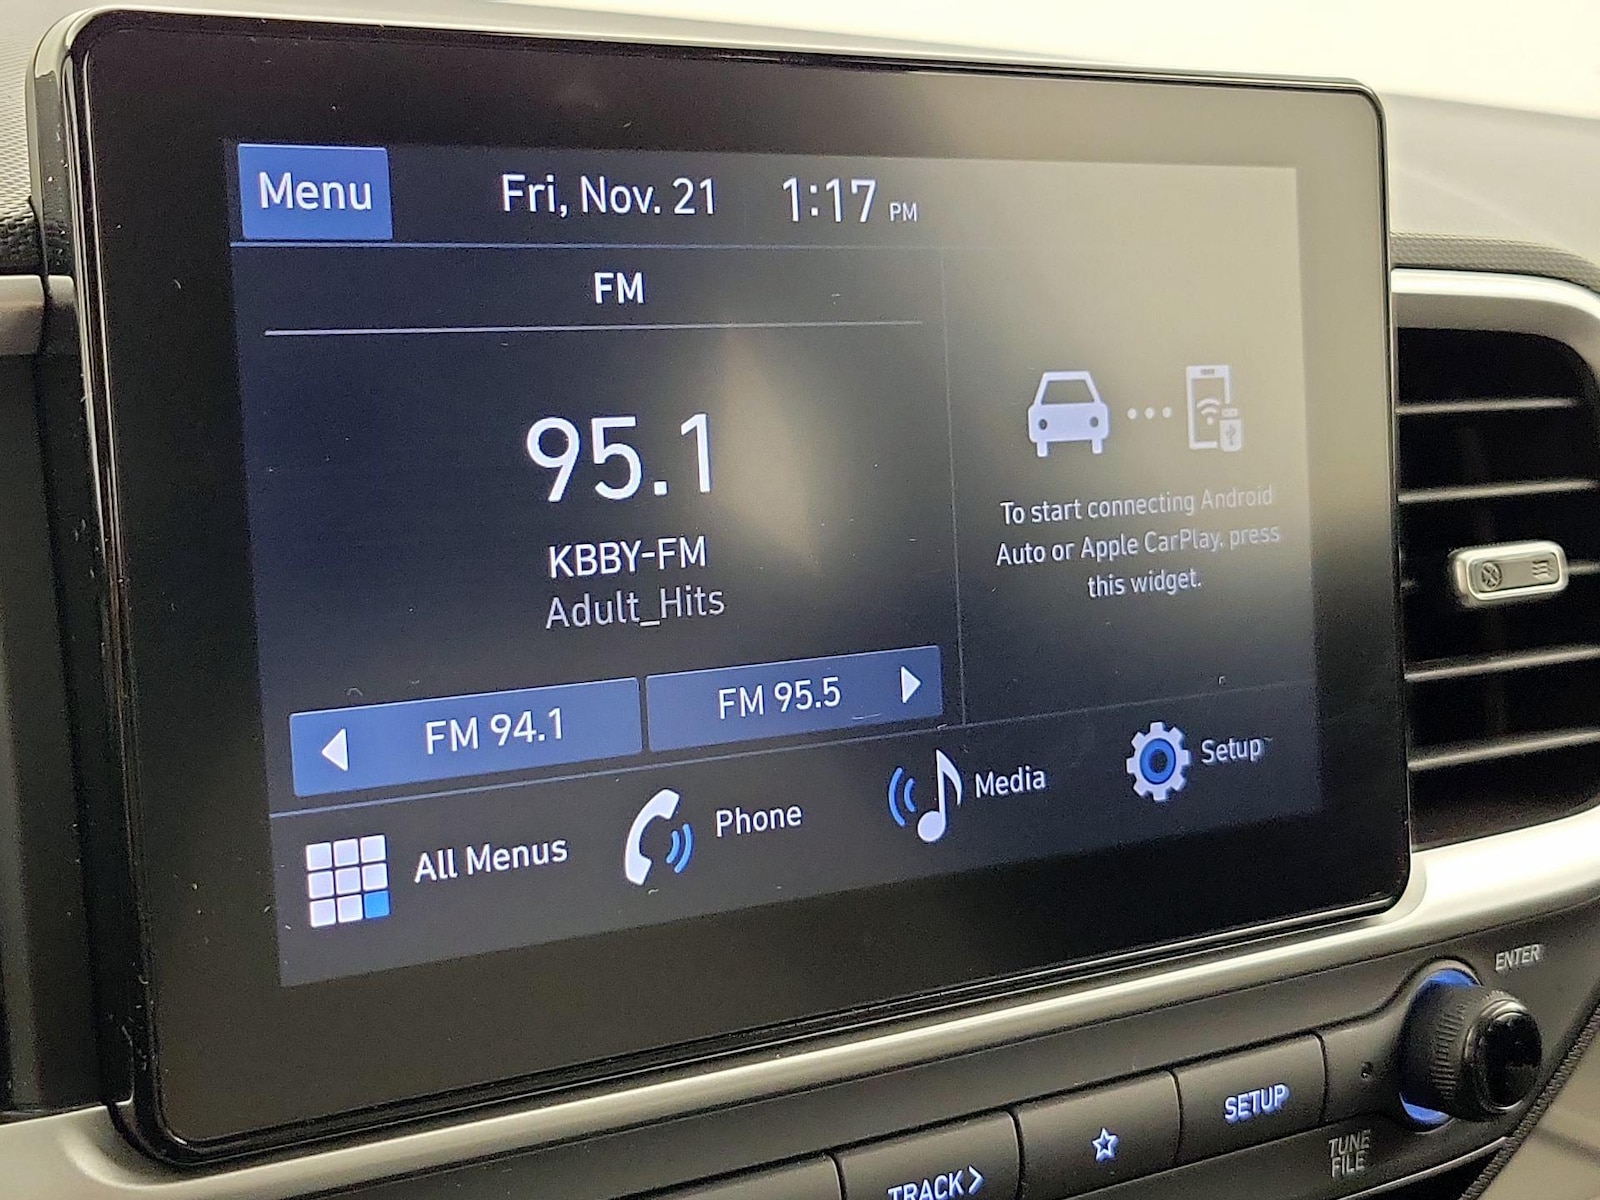 Menu
Fri, Nov. 21
1:17 PM
FM
95.1
KBBY-FM
Adult_Hits
FM 94.1
FM 95.5
To start connecting Android
Auto or Apple CarPlay, press
this widget.
All Menus
Phone
Media
Setup
ENTER
SETUP
TRACK >
TUNE
FILE